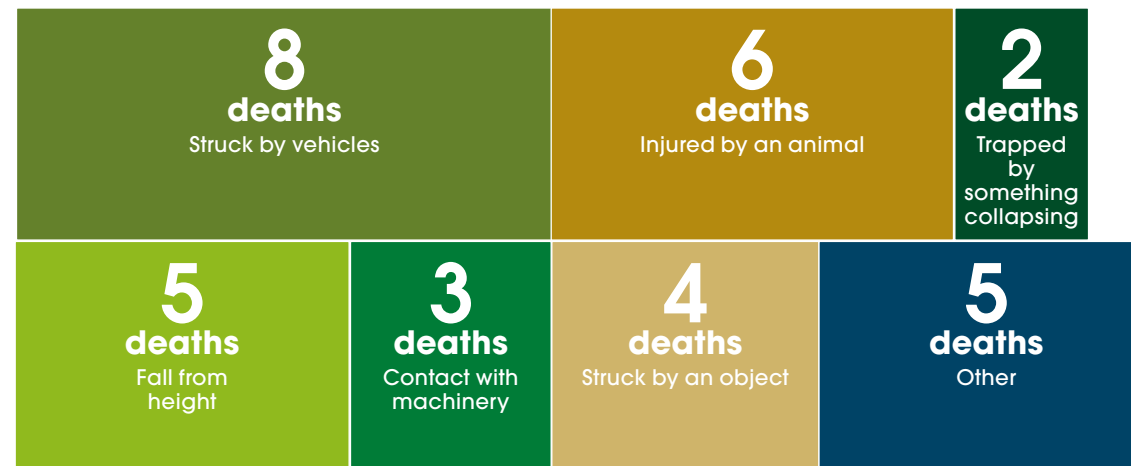 8
deaths
Struck by vehicles
6
deaths
Injured by an animal
2
deaths
Trapped
by
something
collapsing
5
deaths
Fall from
height
3
deaths
Contact with
machinery
4
deaths
Struck by an object
5
deaths
Other